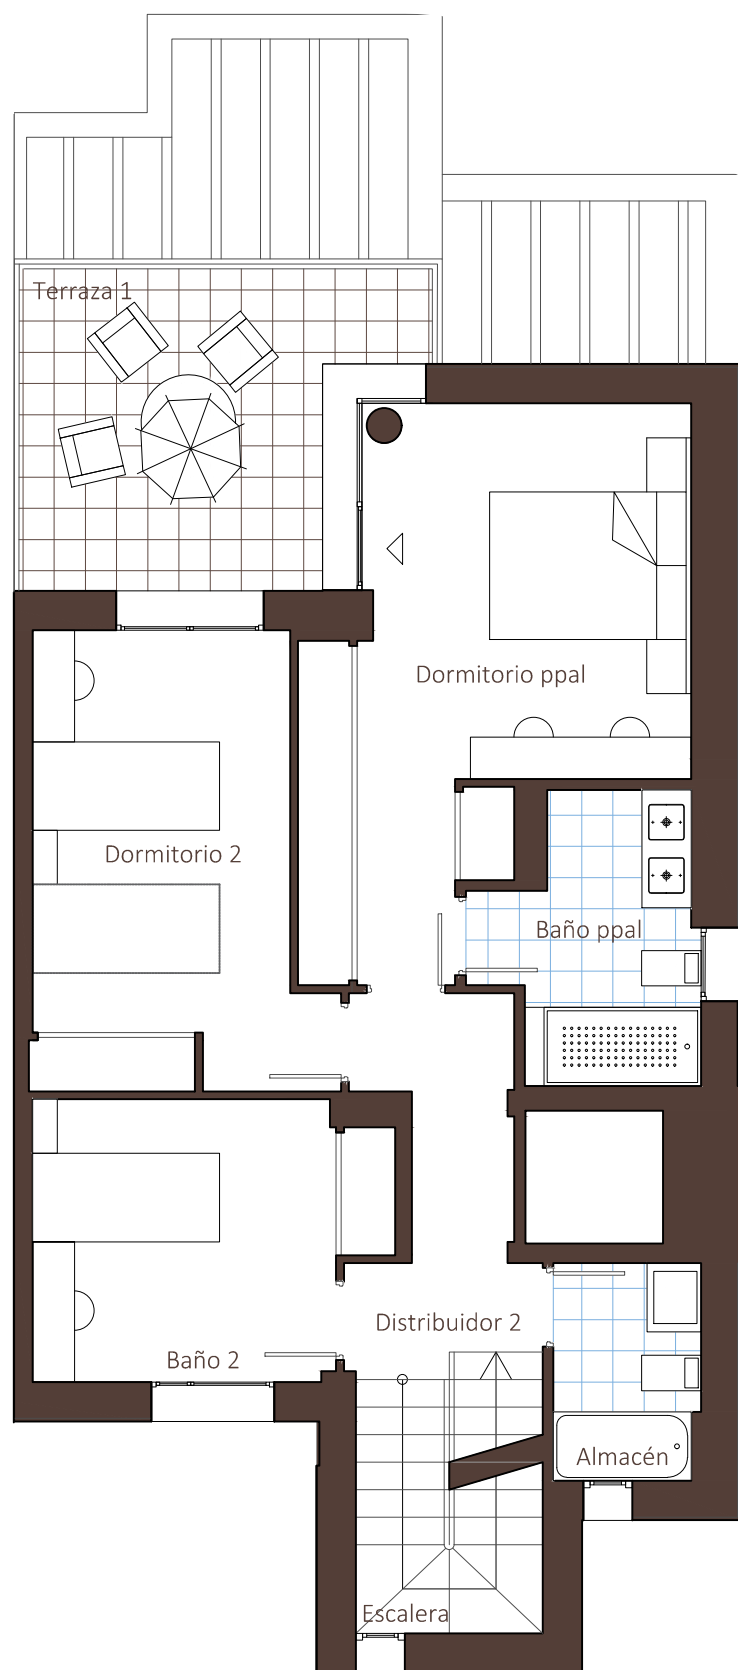 Terraza 1
Dormitorio ppal
Dormitorio 2
Baño ppal
Distribuidor 2
Baño 2
Almacén
Escalera